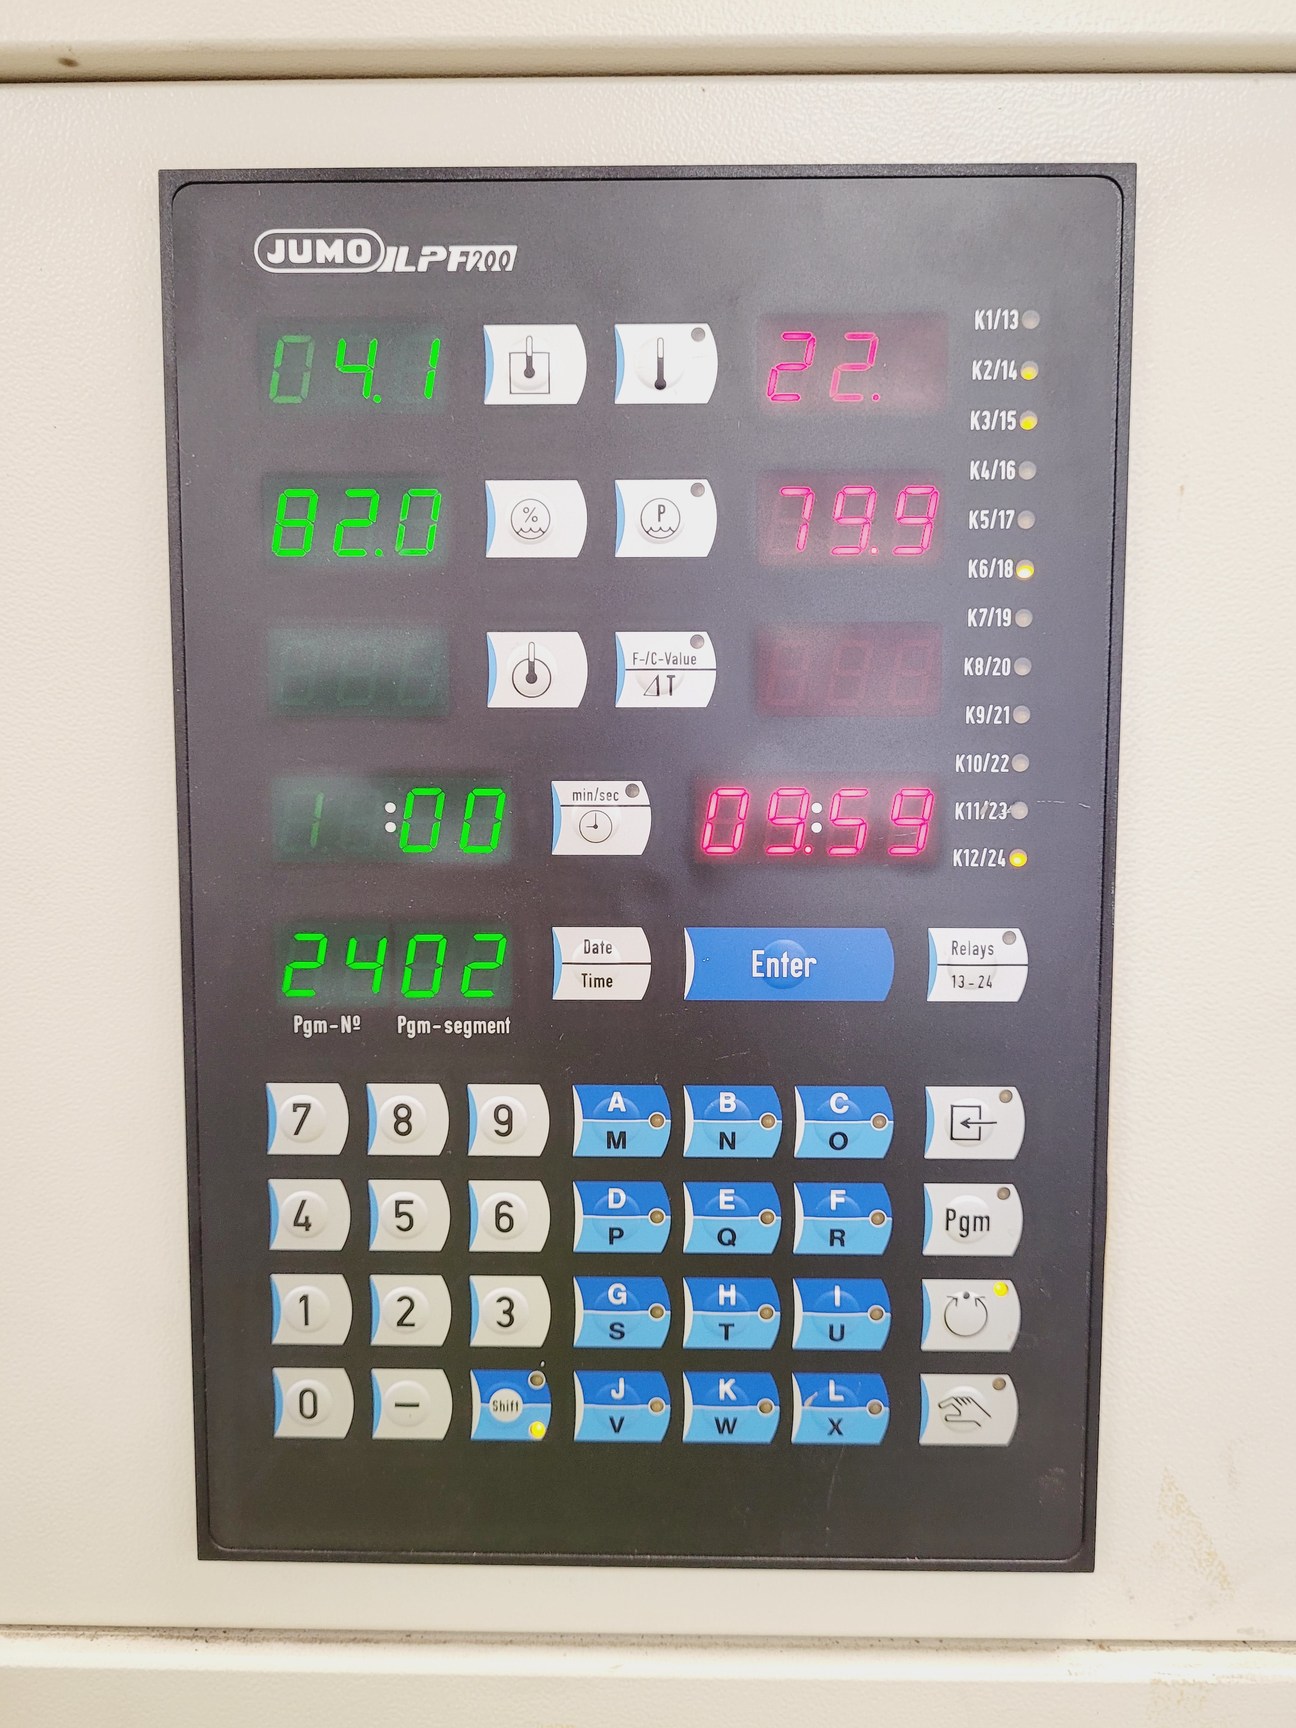 JUMO ILPF200
04.1 22. K1/13
K2/14
K3/15
K4/16
82.0 % P 79.9 K5/17
K6/18
K7/19
F-/C-Value K8/20
ΔT
K9/21
K10/22
:00 min/sec 09:59 K11/23
K12/24
2402 Date Enter Relays
Time 13-24
Pgm-Nº Pgm-segment
7 8 9 A B C
M N O
4 5 6 D E F Pgm
P Q R
1 2 3 G H I
S T U
0 - Shift J K L
V W X